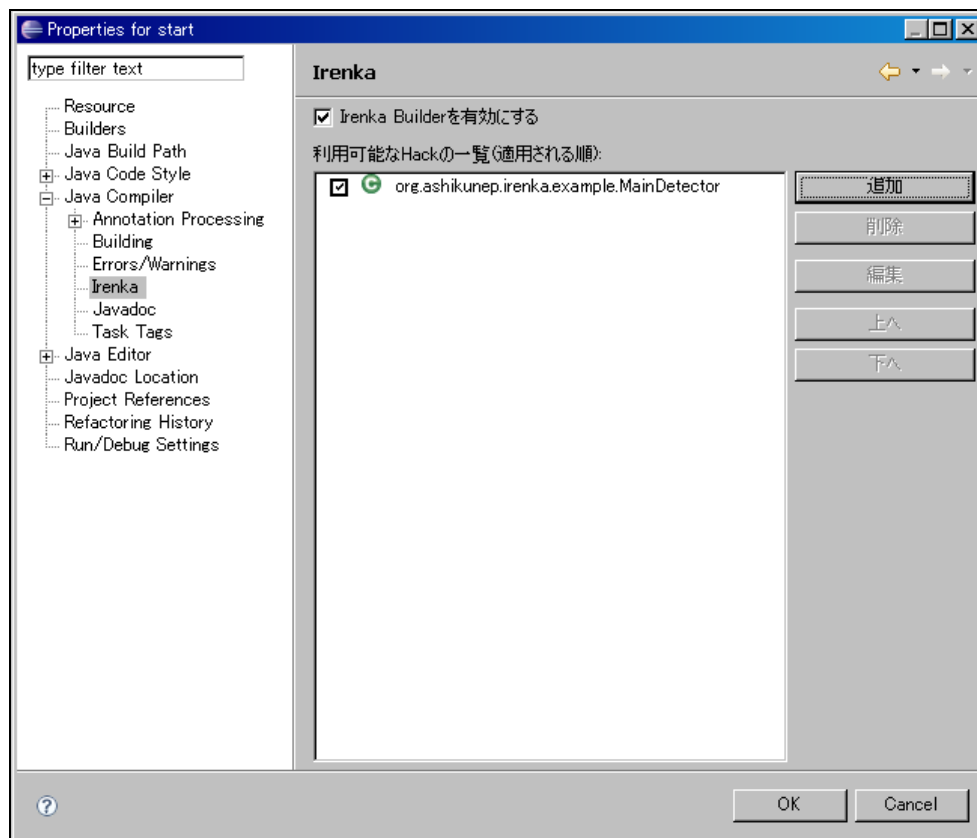 Properties for start
type filter text
Resource
Builders
Java Build Path
Java Code Style
Java Compiler
Annotation Processing
Building
Errors/Warnings
Irenka
Javadoc
Task Tags
Java Editor
Javadoc Location
Project References
Refactoring History
Run/Debug Settings
Irenka
Irenka Builderを有効にする
利用可能なHackの一覧(適用される順):
org.ashikunep.irenka.example.MainDetector
追加
削除
編集
上へ
下へ
OK
Cancel